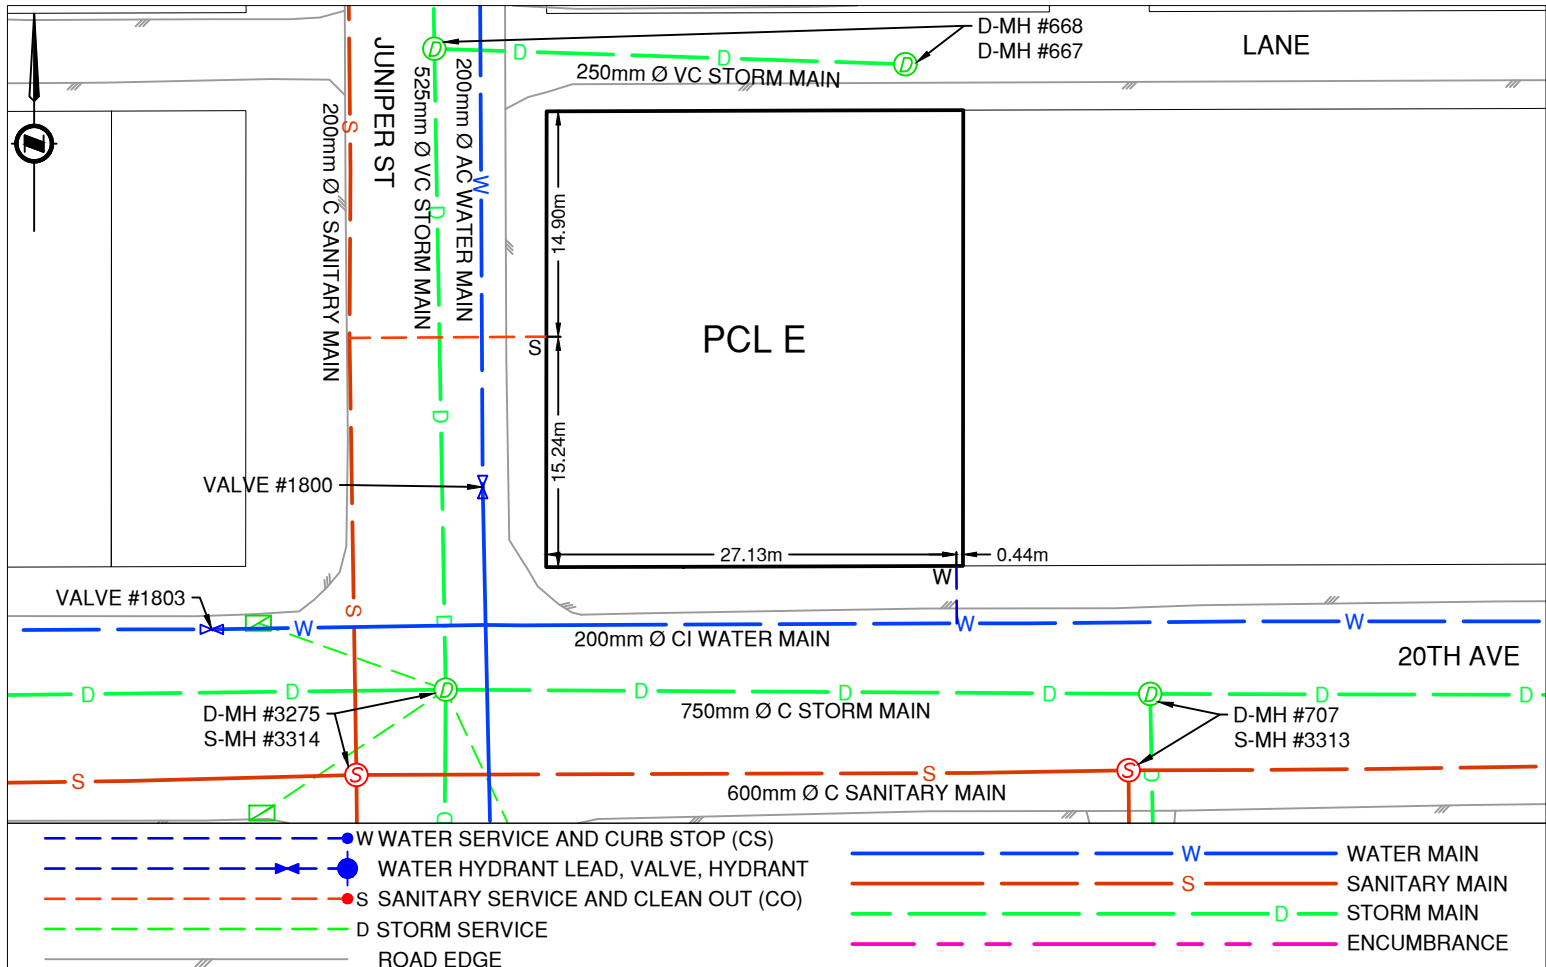 D-MH #668
D-MH #667
LANE
D
D
D
D
250mm Ø VC STORM MAIN
JUNIPER ST
200mm Ø C SANITARY MAIN
525mm Ø VC STORM MAIN
200mm Ø AC WATER MAIN
S
W
D
D
N
14.90m
PCL E
S
15.24m
VALVE #1800
27.13m
0.44m
W
VALVE #1803
S
D
W
W
W
200mm Ø CI WATER MAIN
20TH AVE
D
D
D
D
D
D
D
D
D
D-MH #3275
S-MH #3314
750mm Ø C STORM MAIN
D-MH #707
S-MH #3313
S
S
S
S
D
600mm Ø C SANITARY MAIN
D
W WATER SERVICE AND CURB STOP (CS)
WATER HYDRANT LEAD, VALVE, HYDRANT
S SANITARY SERVICE AND CLEAN OUT (CO)
D STORM SERVICE
ROAD EDGE
W WATER MAIN
S SANITARY MAIN
D STORM MAIN
ENCUMBRANCE